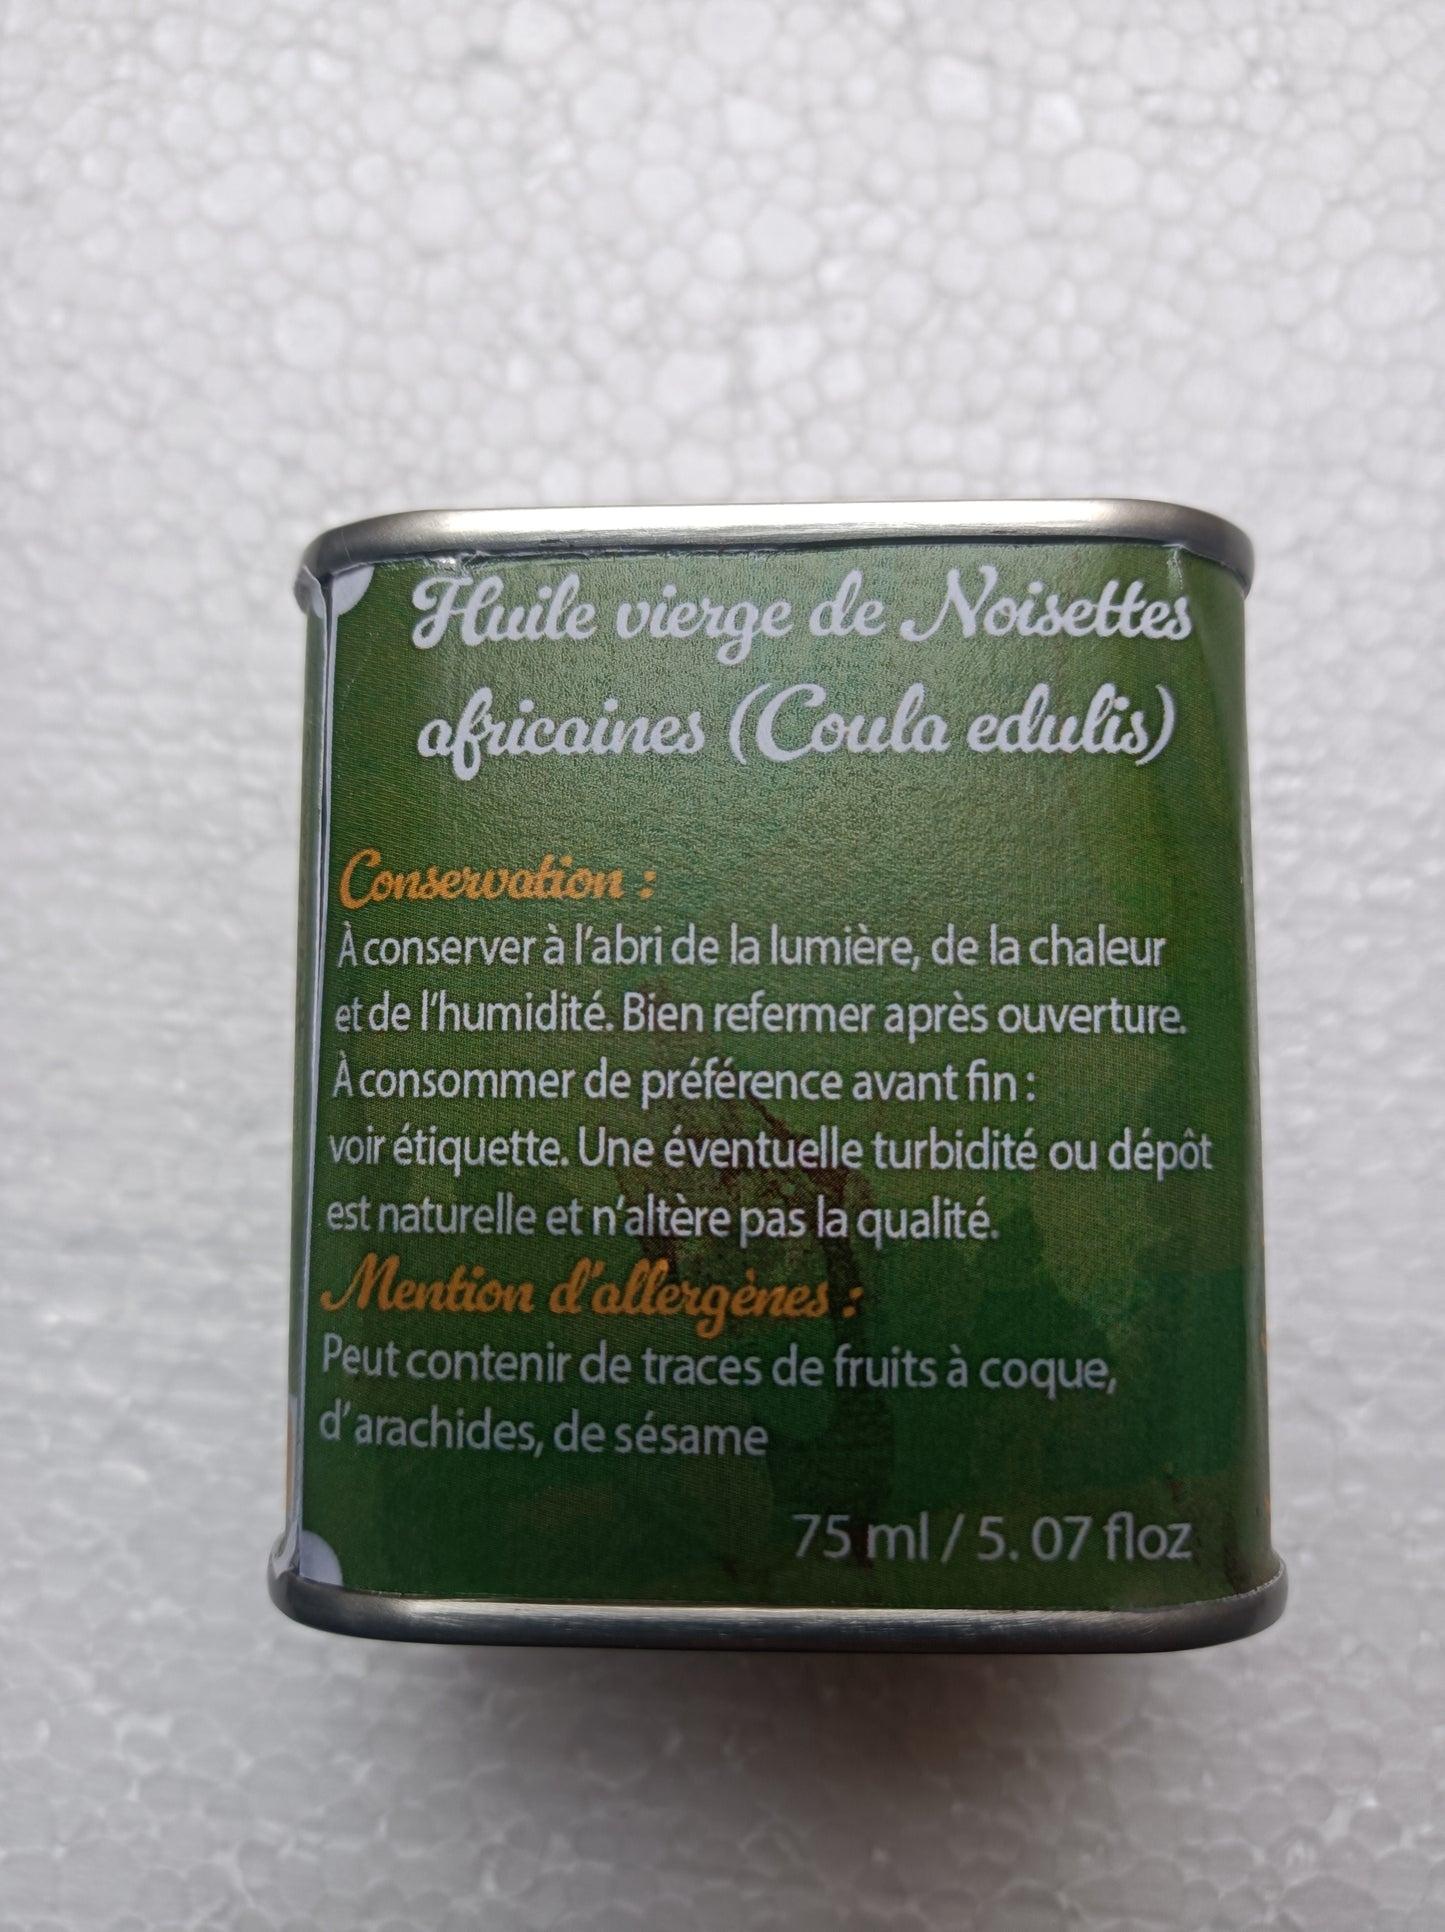 Huile vierge de Noisettes
africaines (Coula edulis)
Conservation :
À conserver à l'abri de la lumière, de la chaleur
et de l'humidité. Bien refermer après ouverture.
À consommer de préférence avant fin :
voir étiquette. Une éventuelle turbidité ou dépôt
est naturelle et n'altère pas la qualité.
Mention d'allergènes :
Peut contenir de traces de fruits à coque,
d' arachides, de sésame
75 ml / 5. 07 floz